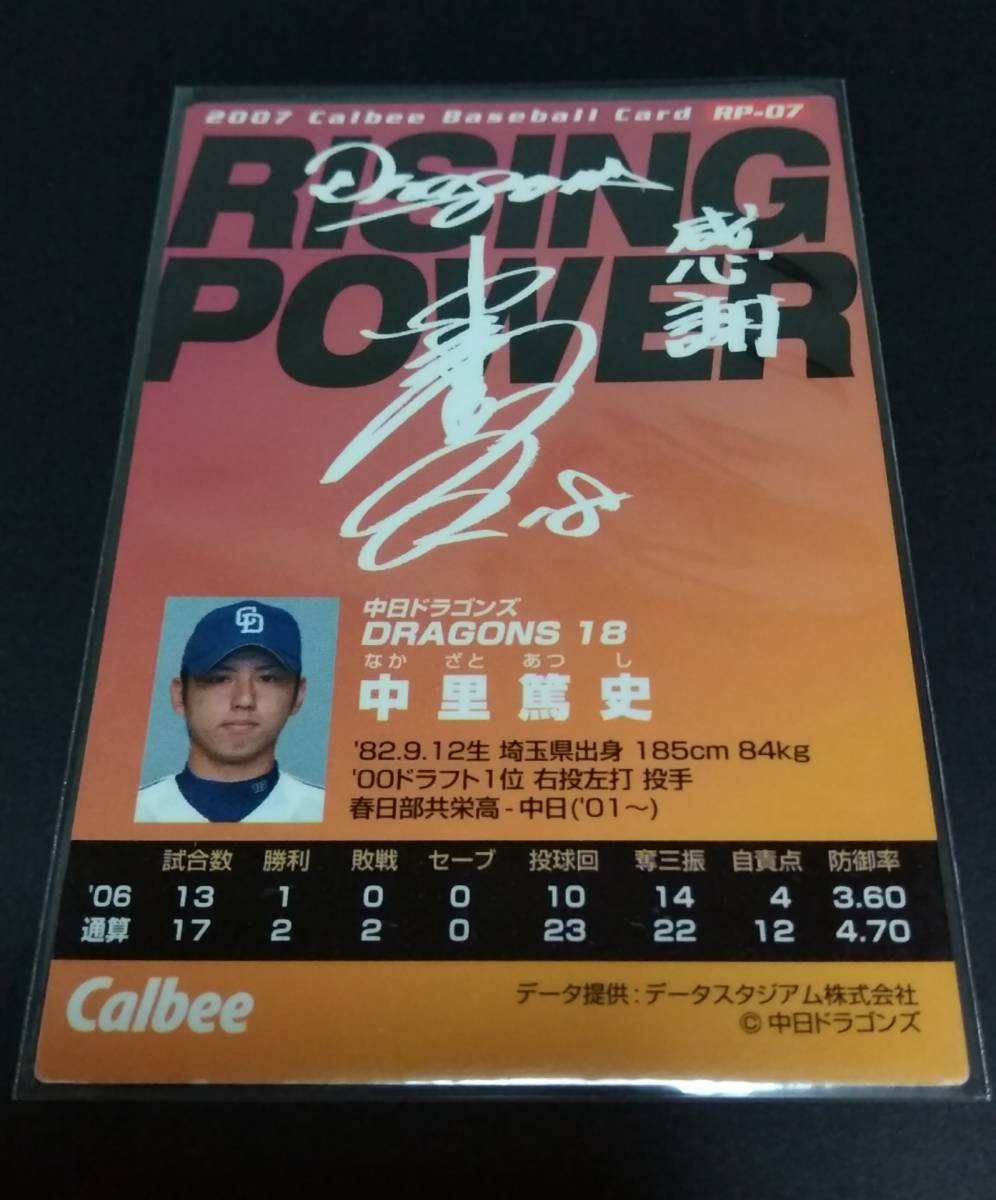 2007 Calbee Baseball Card RP-07
RISING
POWER
Dragons
感謝
18
中日ドラゴンズ
DRAGONS 18
なか ざと あつ し
中里篤史
'82.9.12生 埼玉県出身 185cm 84kg
'00ドラフト1位 右投左打 投手
春日部共栄高-中日('01～)
試合数 勝利 敗戦 セーブ 投球回 奪三振 自責点 防御率
'06 13 1 0 0 10 14 4 3.60
通算 17 2 2 0 23 22 12 4.70
Calbee
データ提供:データスタジアム株式会社
© 中日ドラゴンズ